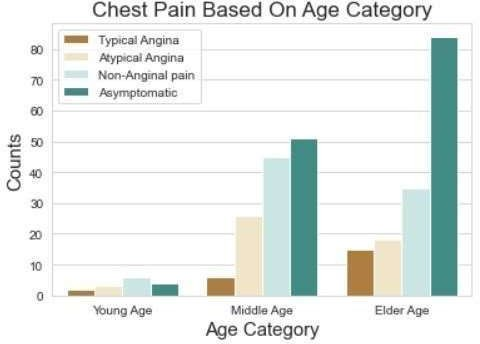 Chest Pain Based On Age Category
Typical Angina
Atypical Angina
Non-Anginal pain
Asymptomatic
80
70
60
50
40
30
20
10
0
Counts
Young Age
Middle Age
Elder Age
Age Category